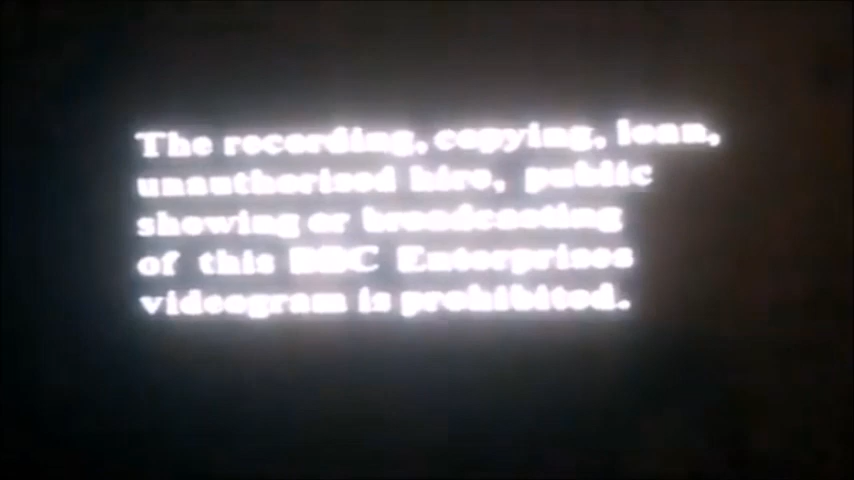 The recording, copying, loan,
unauthorised hire, public
showing or broadcasting
of this BBC Enterprises
videogram is prohibited.